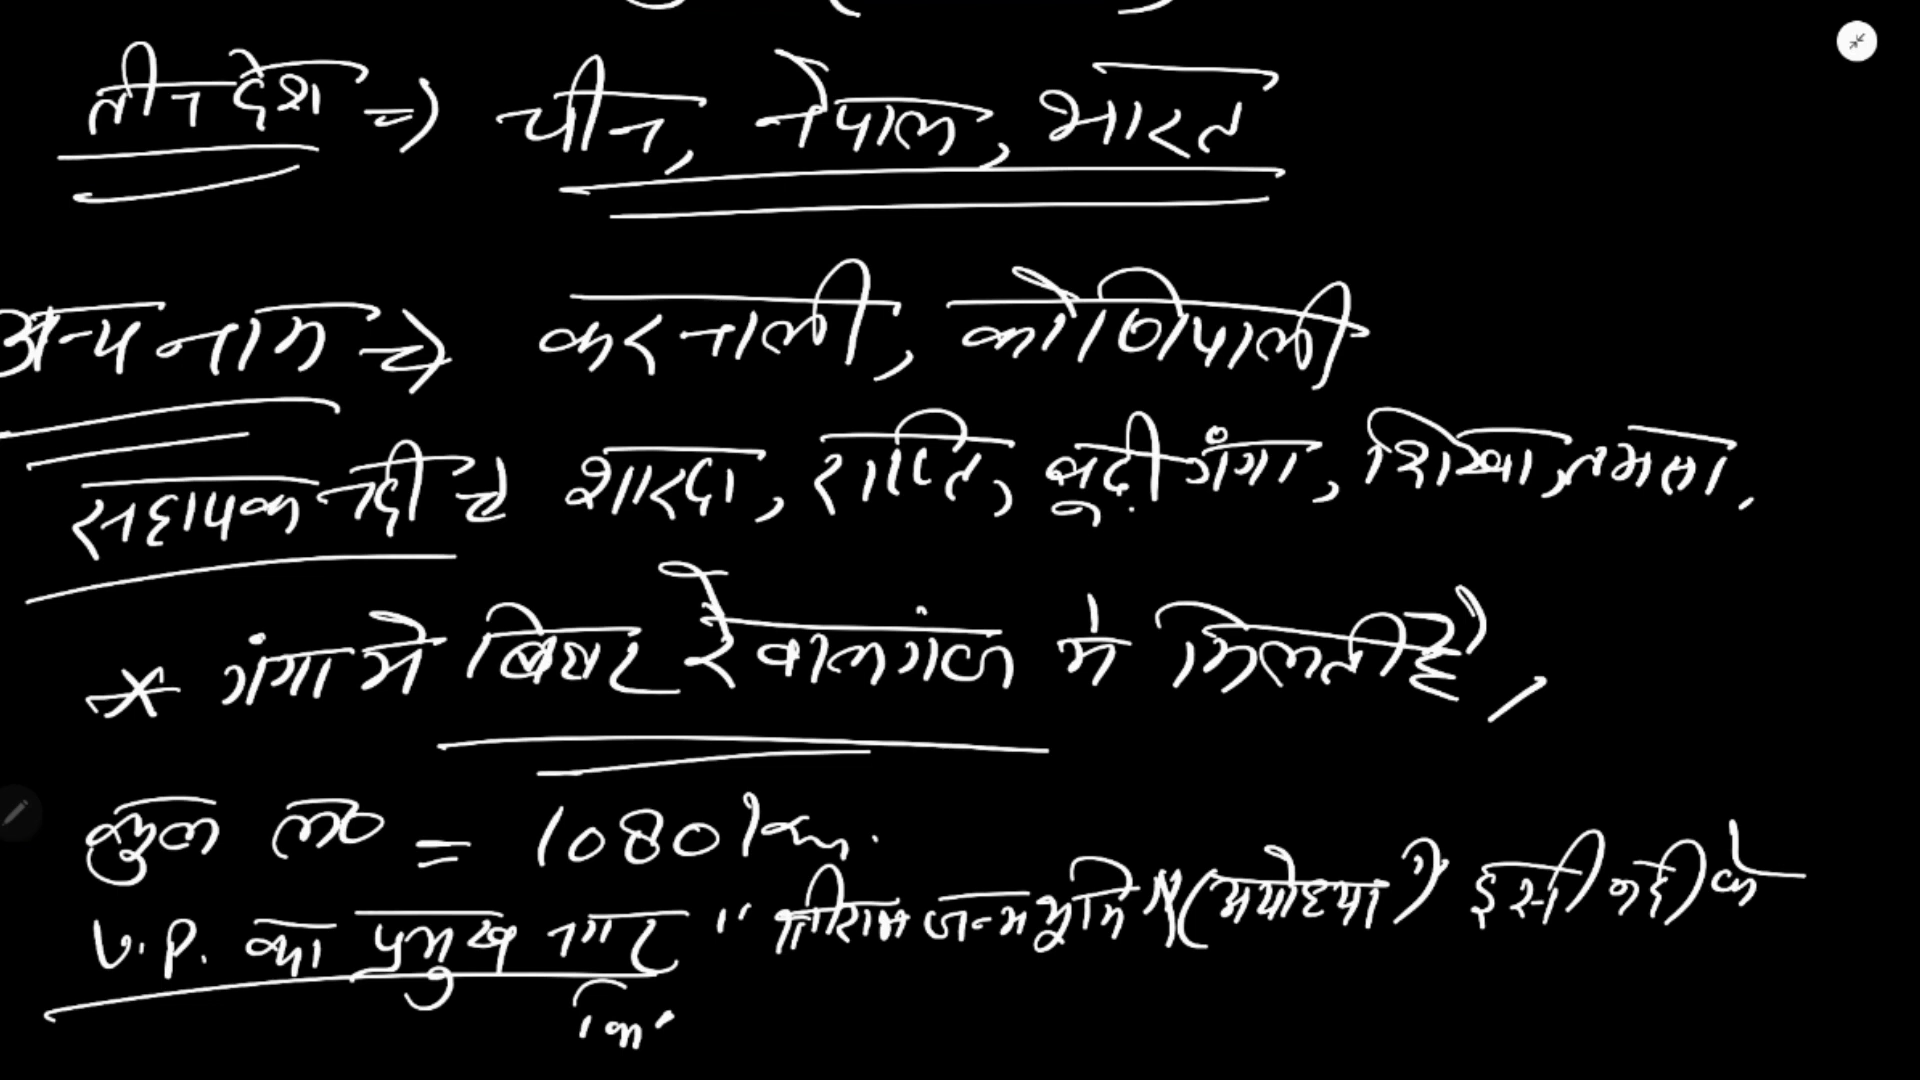 तीन देश => चीन, नेपाल, भारत
अन्य नाम => करनाली, कोणिपाली
सहायक नदी => शारदा, राप्ति, बूढ़ी गंगा, शिखा, तमसा,
* गंगा मे बिहार रेवालगंज मे मिलती है,
कुल ल० = 1080 km.
U.P. का प्रमुख नगर " श्रीराम जन्मभूमि " (अयोध्या) इसी नदी के
कि